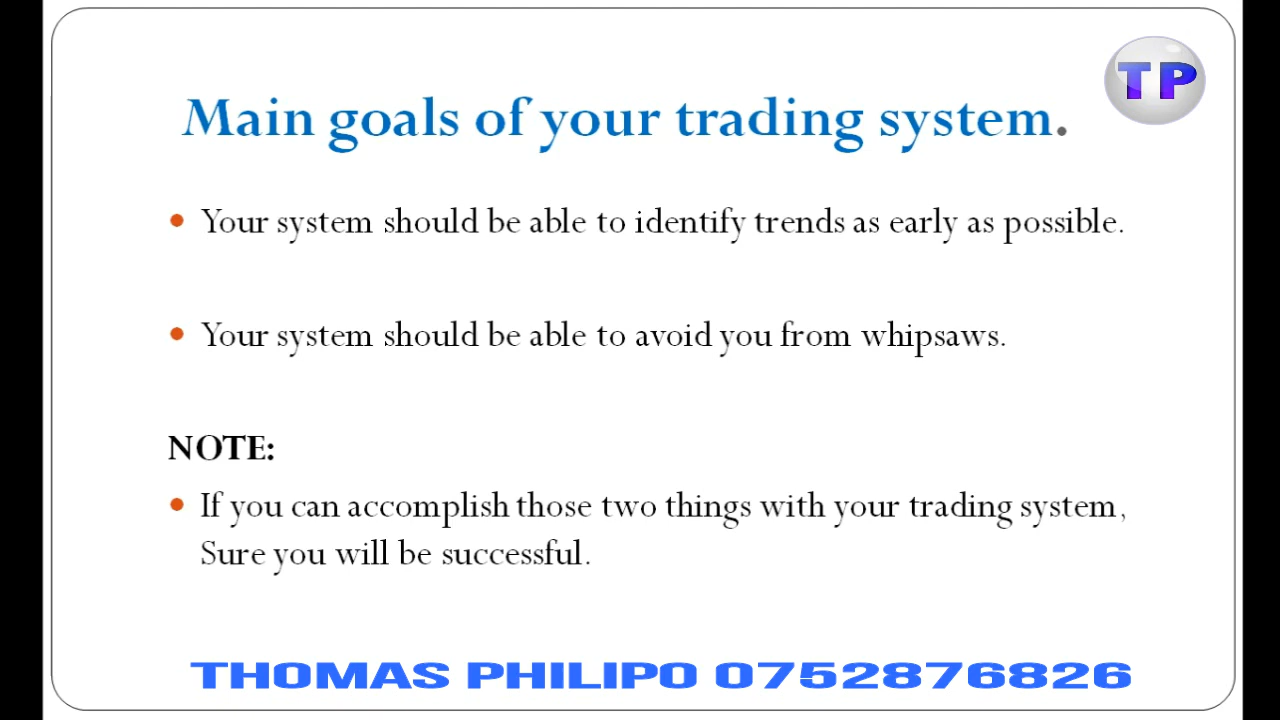 TP
Main goals of your trading system.
Your system should be able to identify trends as early as possible.
Your system should be able to avoid you from whipsaws.
NOTE:
If you can accomplish those two things with your trading system,
Sure you will be successful.
THOMAS PHILIPO 0752876826